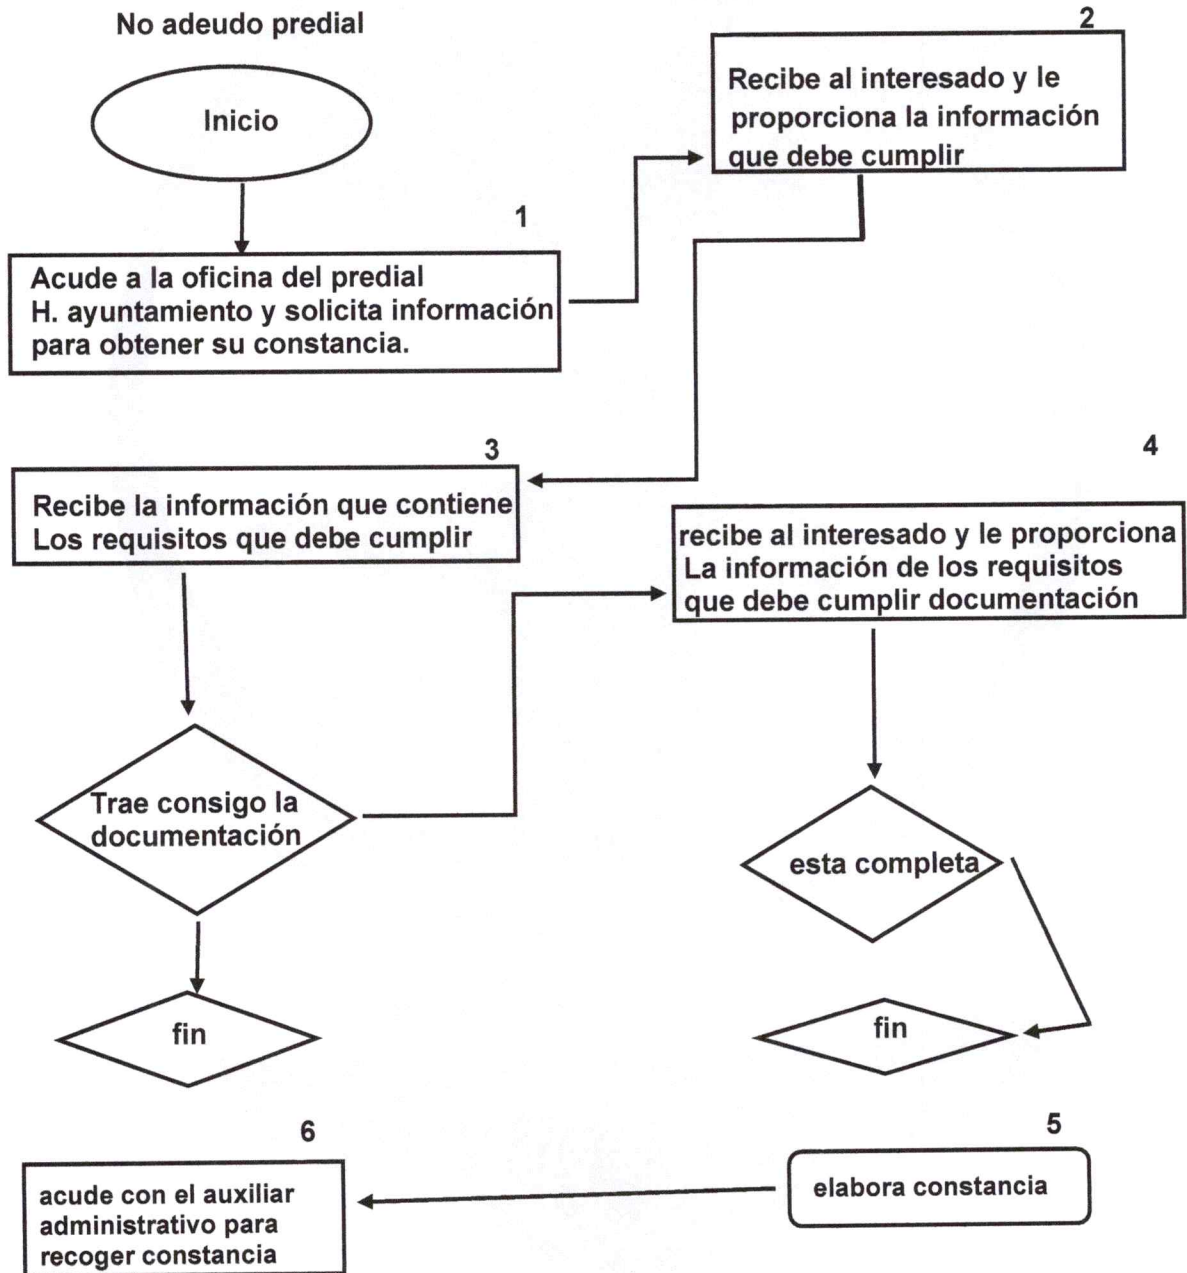 No adeudo predial
Inicio
1
Acude a la oficina del predial
H. ayuntamiento y solicita información
para obtener su constancia.
2
Recibe al interesado y le
proporciona la información
que debe cumplir
3
Recibe la información que contiene
Los requisitos que debe cumplir
4
recibe al interesado y le proporciona
La información de los requisitos
que debe cumplir documentación
Trae consigo la
documentación
esta completa
fin
fin
5
elabora constancia
6
acude con el auxiliar
administrativo para
recoger constancia